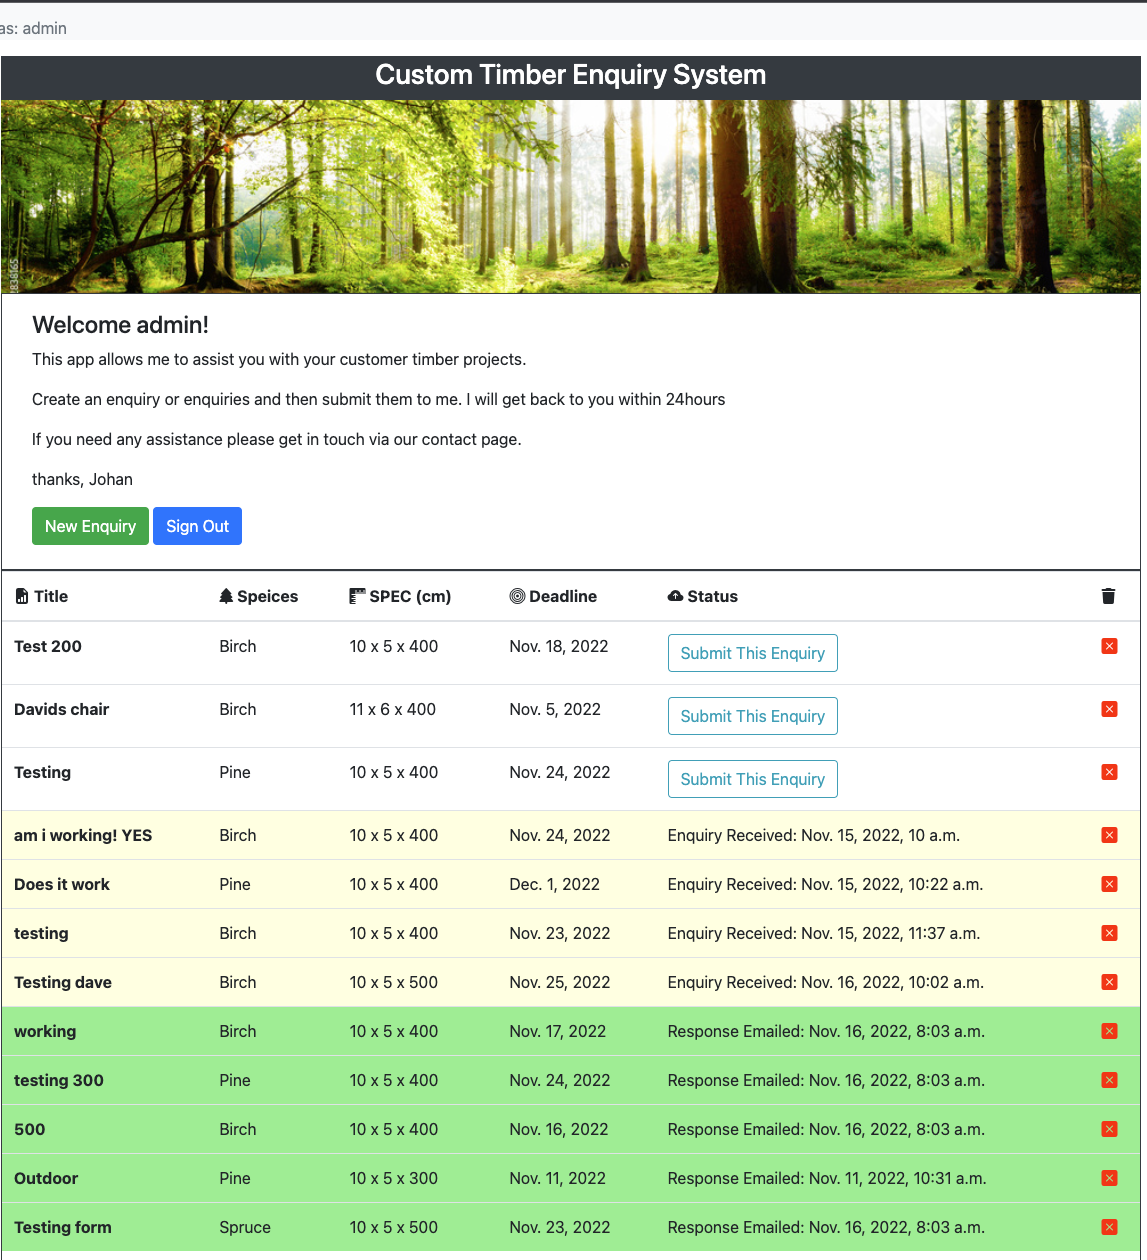 as: admin
Custom Timber Enquiry System
Welcome admin!
This app allows me to assist you with your customer timber projects.
Create an enquiry or enquiries and then submit them to me. I will get back to you within 24hours
If you need any assistance please get in touch via our contact page.
thanks, Johan
New Enquiry Sign Out
Title Speices SPEC (cm) Deadline Status
Test 200 Birch 10 x 5 x 400 Nov. 18, 2022 Submit This Enquiry
Davids chair Birch 11 x 6 x 400 Nov. 5, 2022 Submit This Enquiry
Testing Pine 10 x 5 x 400 Nov. 24, 2022 Submit This Enquiry
am i working! YES Birch 10 x 5 x 400 Nov. 24, 2022 Enquiry Received: Nov. 15, 2022, 10 a.m.
Does it work Pine 10 x 5 x 400 Dec. 1, 2022 Enquiry Received: Nov. 15, 2022, 10:22 a.m.
testing Birch 10 x 5 x 400 Nov. 23, 2022 Enquiry Received: Nov. 15, 2022, 11:37 a.m.
Testing dave Birch 10 x 5 x 500 Nov. 25, 2022 Enquiry Received: Nov. 16, 2022, 10:02 a.m.
working Birch 10 x 5 x 400 Nov. 17, 2022 Response Emailed: Nov. 16, 2022, 8:03 a.m.
testing 300 Pine 10 x 5 x 400 Nov. 24, 2022 Response Emailed: Nov. 16, 2022, 8:03 a.m.
500 Birch 10 x 5 x 400 Nov. 16, 2022 Response Emailed: Nov. 16, 2022, 8:03 a.m.
Outdoor Pine 10 x 5 x 300 Nov. 11, 2022 Response Emailed: Nov. 11, 2022, 10:31 a.m.
Testing form Spruce 10 x 5 x 500 Nov. 23, 2022 Response Emailed: Nov. 16, 2022, 8:03 a.m.